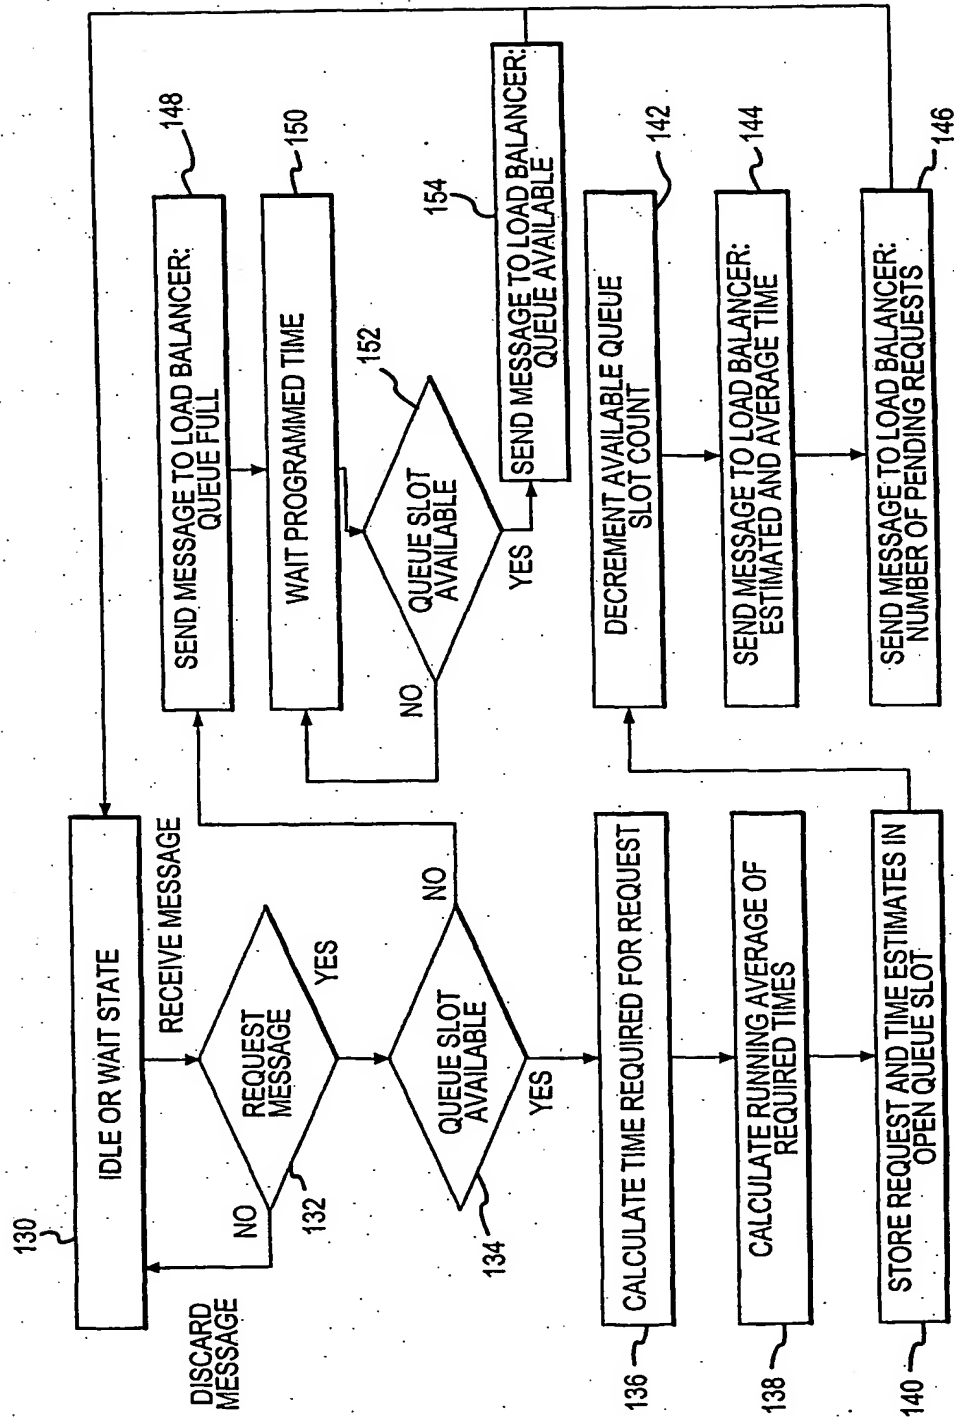 130
IDLE OR WAIT STATE
RECEIVE MESSAGE
DISCARD
MESSAGE
NO
REQUEST
MESSAGE
YES
132
QUEUE SLOT
AVAILABLE
NO
YES
134
CALCULATE TIME REQUIRED FOR REQUEST
136
CALCULATE RUNNING AVERAGE OF
REQUIRED TIMES
138
STORE REQUEST AND TIME ESTIMATES IN
OPEN QUEUE SLOT
140
SEND MESSAGE TO LOAD BALANCER:
QUEUE FULL
148
WAIT PROGRAMMED TIME
150
QUEUE SLOT
AVAILABLE
152
NO
YES
SEND MESSAGE TO LOAD BALANCER:
QUEUE AVAILABLE
154
DECREMENT AVAILABLE QUEUE
SLOT COUNT
142
SEND MESSAGE TO LOAD BALANCER:
ESTIMATED AND AVERAGE TIME
144
SEND MESSAGE TO LOAD BALANCER:
NUMBER OF PENDING REQUESTS
146